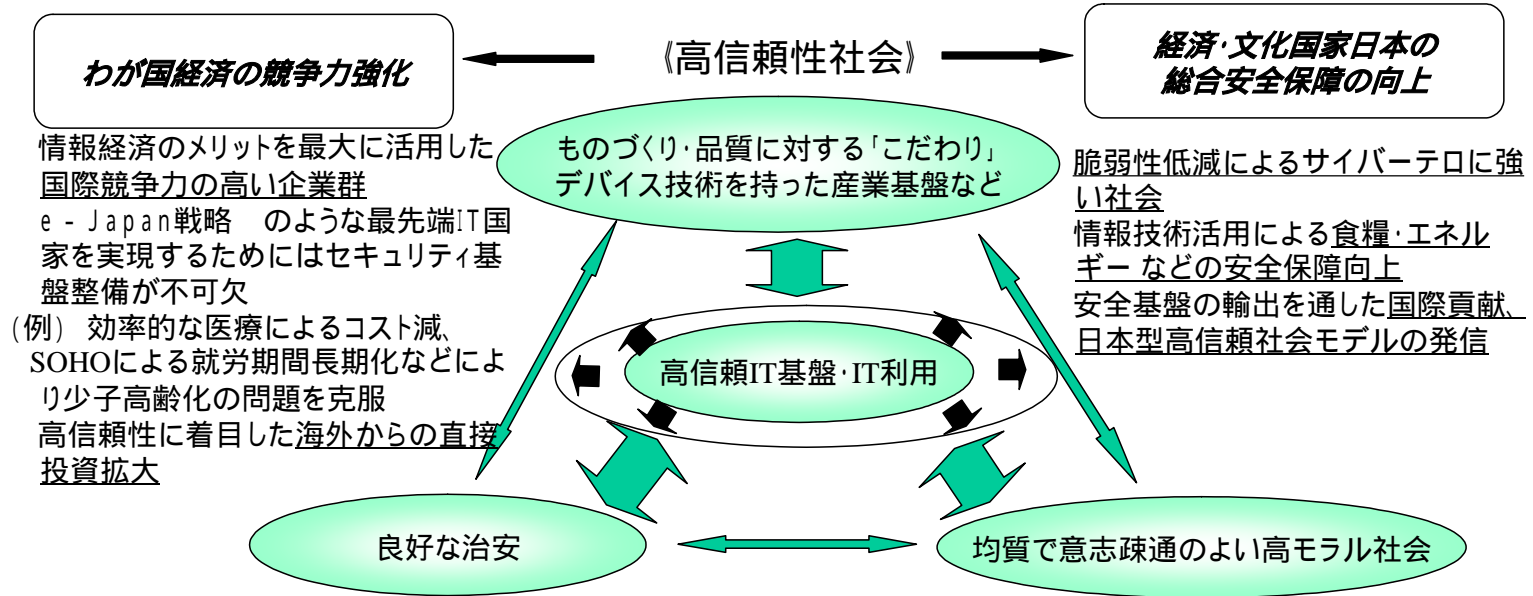 わが国経済の競争力強化
《高信頼性社会》
経済・文化国家日本の
総合安全保障の向上
情報経済のメリットを最大に活用した
国際競争力の高い企業群
e-Japan戦略 のような最先端IT国
家を実現するためにはセキュリティ基
盤整備が不可欠
(例) 効率的な医療によるコスト減、
SOHOによる就労期間長期化などによ
り少子高齢化の問題を克服
高信頼性に着目した海外からの直接
投資拡大
ものづくり・品質に対する「こだわり」
デバイス技術を持った産業基盤など
高信頼IT基盤・IT利用
脆弱性低減によるサイバーテロに強
い社会
情報技術活用による食糧・エネル
ギー などの安全保障向上
安全基盤の輸出を通した国際貢献、
日本型高信頼社会モデルの発信
良好な治安
均質で意志疎通のよい高モラル社会